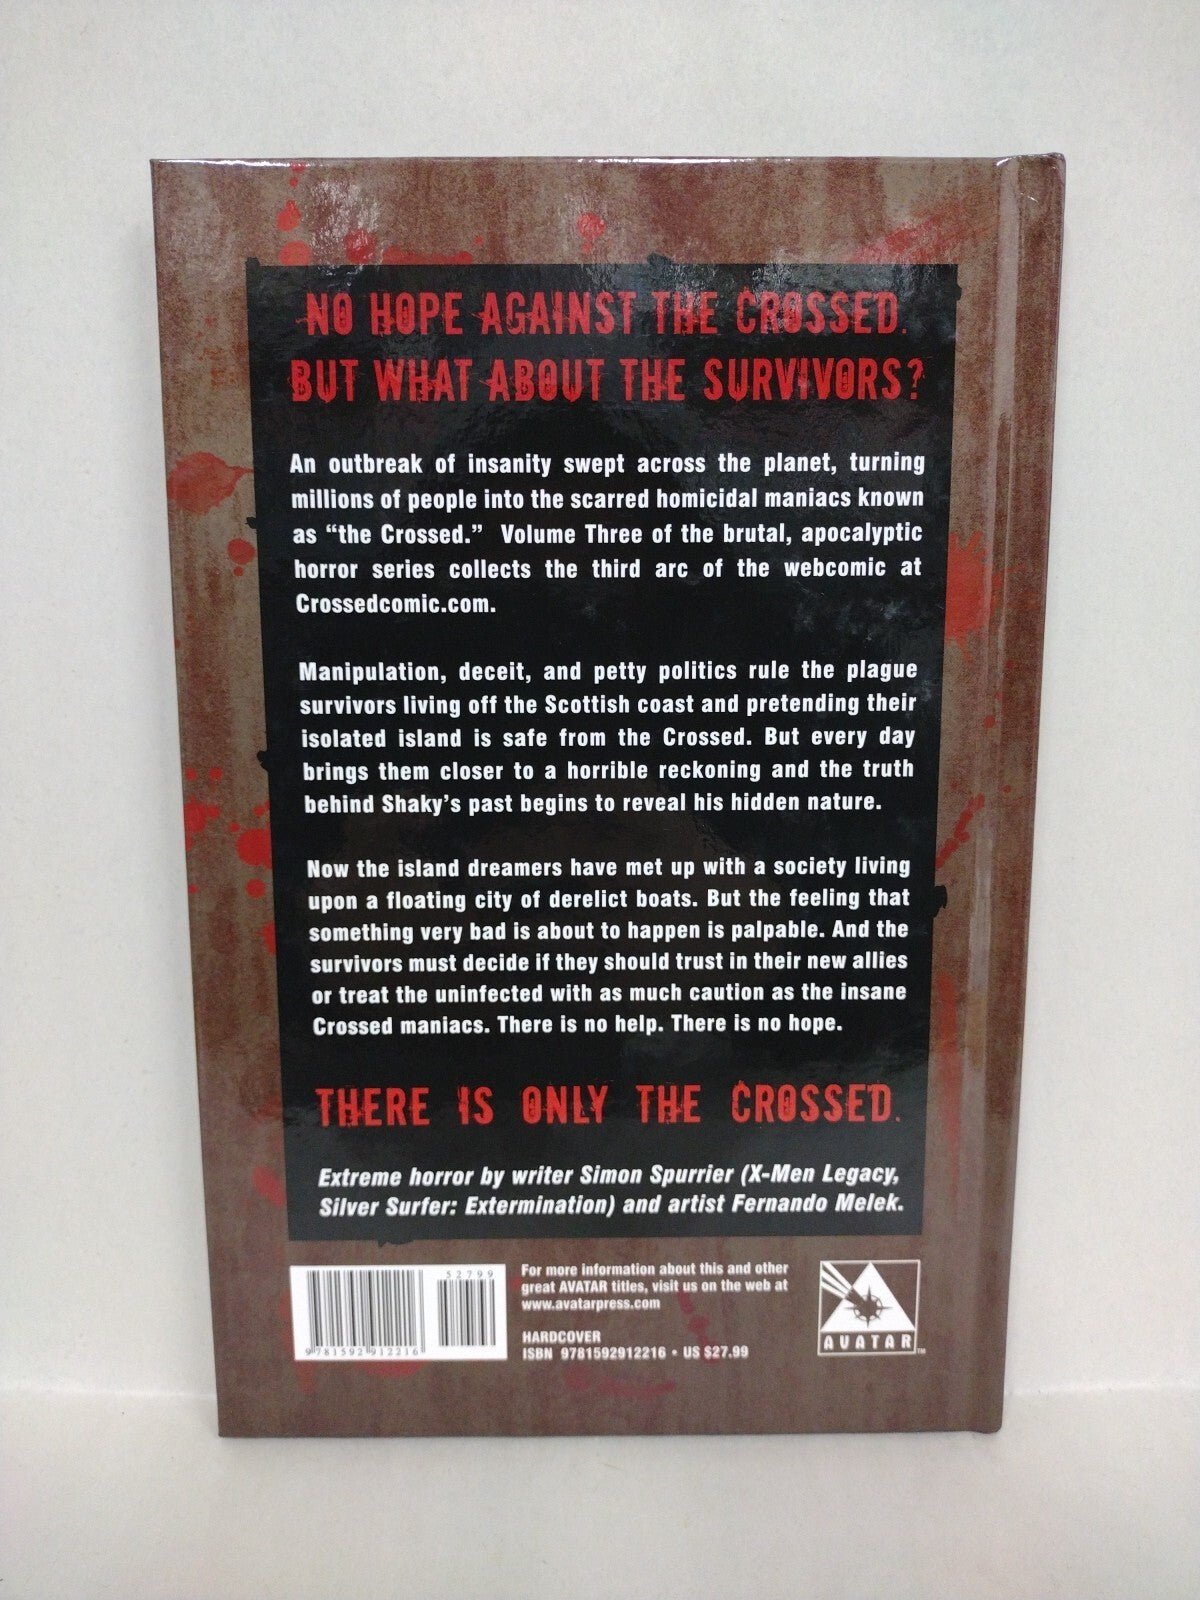 NO HOPE AGAINST THE CROSSED.
BUT WHAT ABOUT THE SURVIVORS?
An outbreak of insanity swept across the planet, turning
millions of people into the scarred homicidal maniacs known
as “the Crossed.” Volume Three of the brutal, apocalyptic
horror series collects the third arc of the webcomic at
Crossedcomic.com.
Manipulation, deceit, and petty politics rule the plague
survivors living off the Scottish coast and pretending their
isolated island is safe from the Crossed. But every day
brings them closer to a horrible reckoning and the truth
behind Shaky’s past begins to reveal his hidden nature.
Now the island dreamers have met up with a society living
upon a floating city of derelict boats. But the feeling that
something very bad is about to happen is palpable. And the
survivors must decide if they should trust in their new allies
or treat the uninfected with as much caution as the insane
Crossed maniacs. There is no help. There is no hope.
THERE IS ONLY THE CROSSED.
Extreme horror by writer Simon Spurrier (X-Men Legacy,
Silver Surfer: Extermination) and artist Fernando Melek.
52799
9781592912216
For more information about this and other
great AVATAR titles, visit us on the web at
www.avatarpress.com
HARDCOVER
ISBN 9781592912216 • US $27.99
AVATAR™